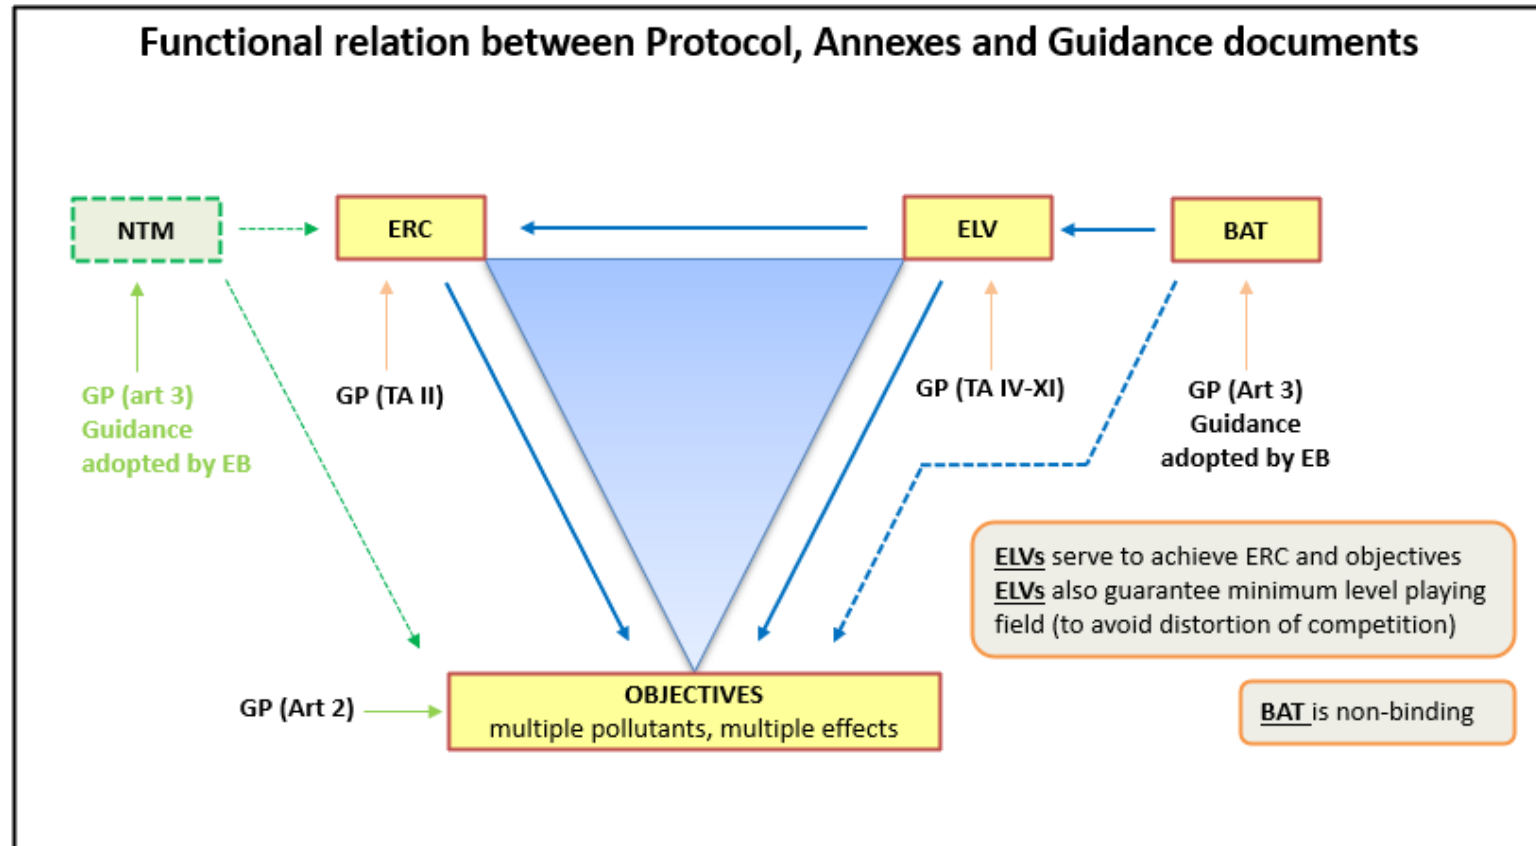 Functional relation between Protocol, Annexes and Guidance documents
NTM
ERC
ELV
BAT
GP (art 3)
Guidance
adopted by EB
GP (TA II)
GP (TA IV-XI)
GP (Art 3)
Guidance
adopted by EB
ELVs serve to achieve ERC and objectives
ELVs also guarantee minimum level playing
field (to avoid distortion of competition)
GP (Art 2)
OBJECTIVES
multiple pollutants, multiple effects
BAT is non-binding